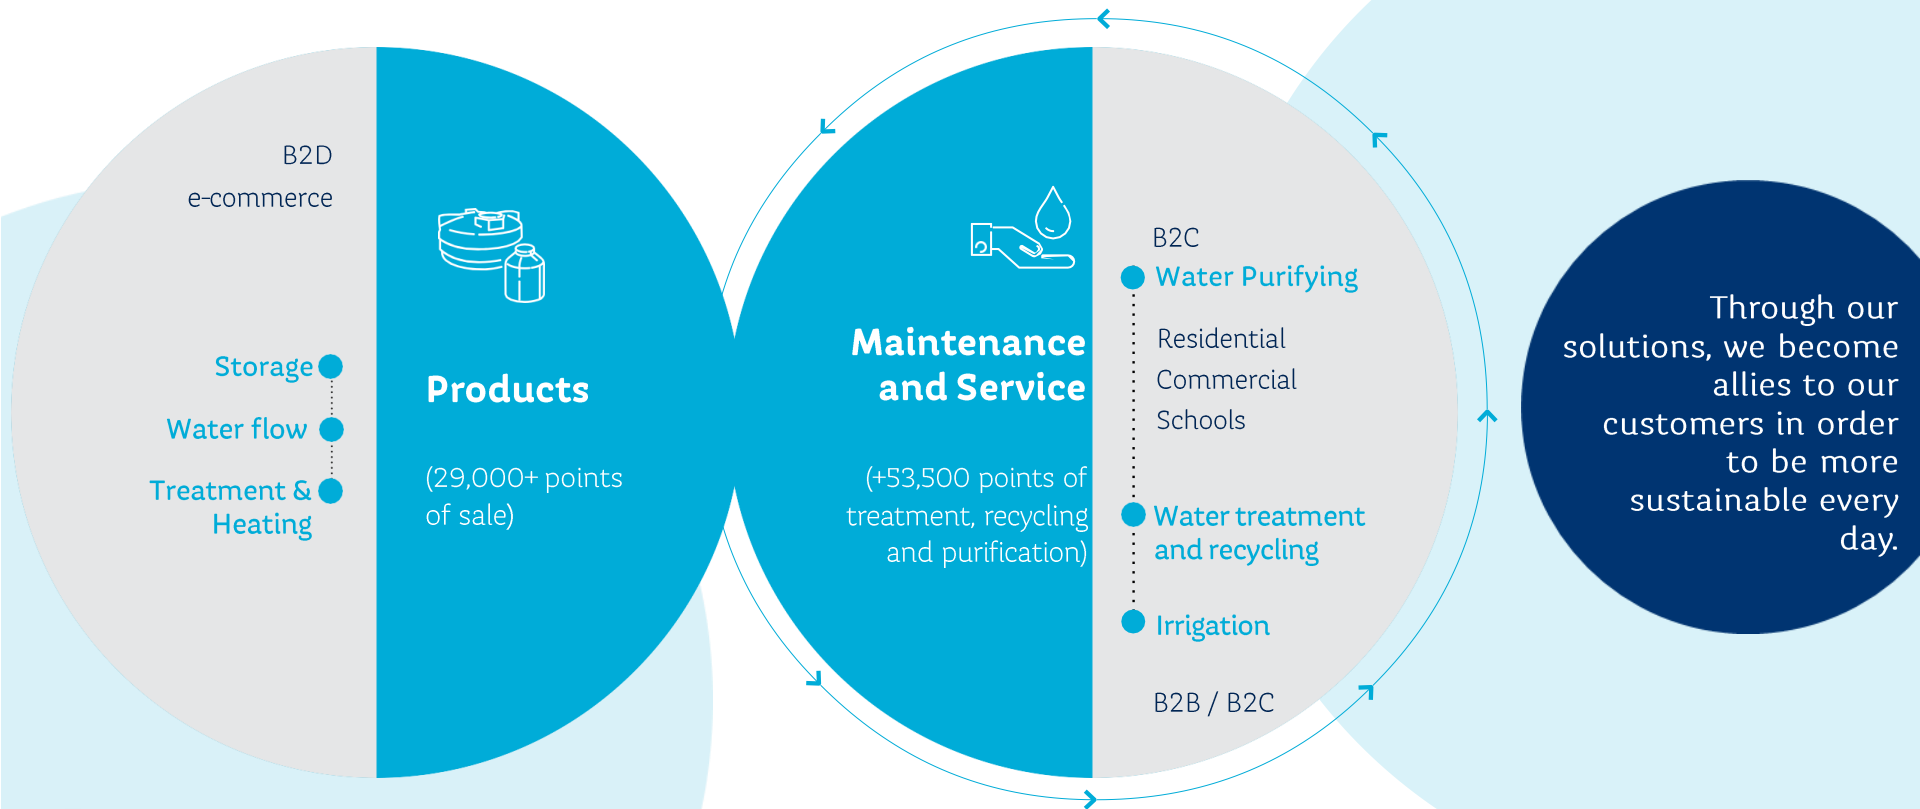 B2D
e-commerce
Storage
Water flow
Treatment &
Heating
Products
(29,000+ points
of sale)
Maintenance
and Service
(+53,500 points of
treatment, recycling
and purification)
B2C
Water Purifying
Residential
Commercial
Schools
Water treatment
and recycling
Irrigation
B2B / B2C
Through our
solutions, we become
allies to our
customers in order
to be more
sustainable every
day.